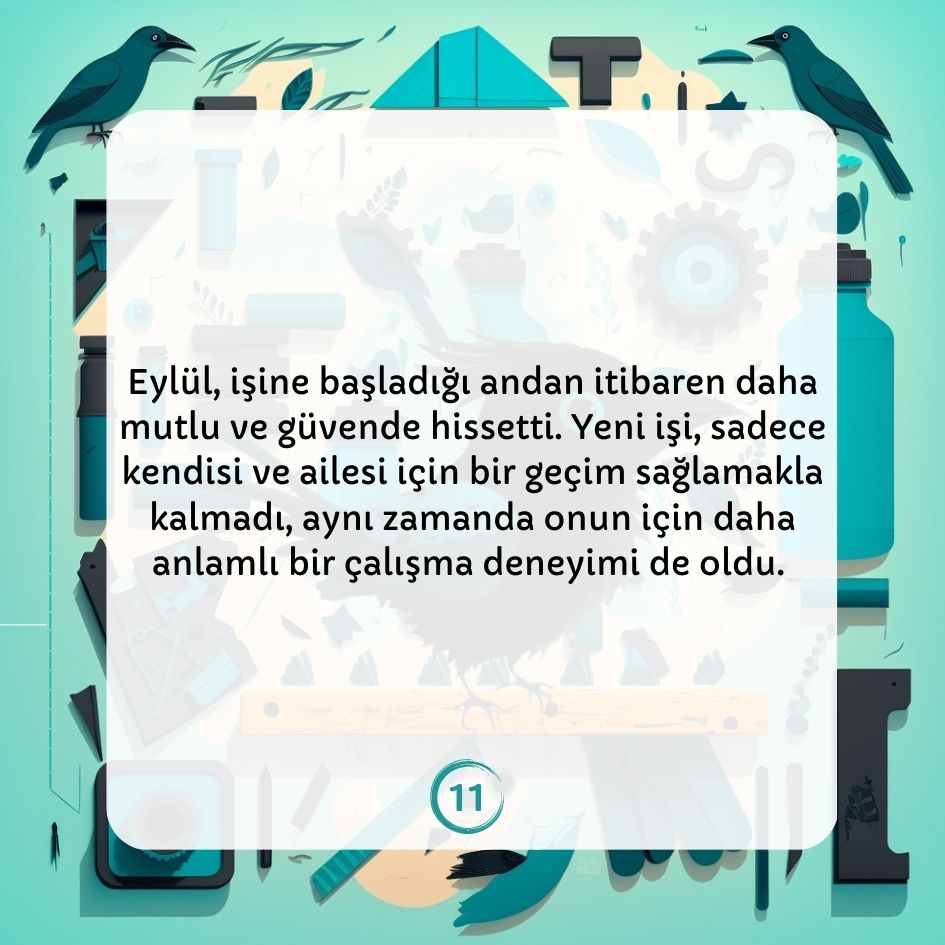 Eylül, işine başladığı andan itibaren daha
mutlu ve güvende hissetti. Yeni işi, sadece
kendisi ve ailesi için bir geçim sağlamakla
kalmadı, aynı zamanda onun için daha
anlamlı bir çalışma deneyimi de oldu.
11